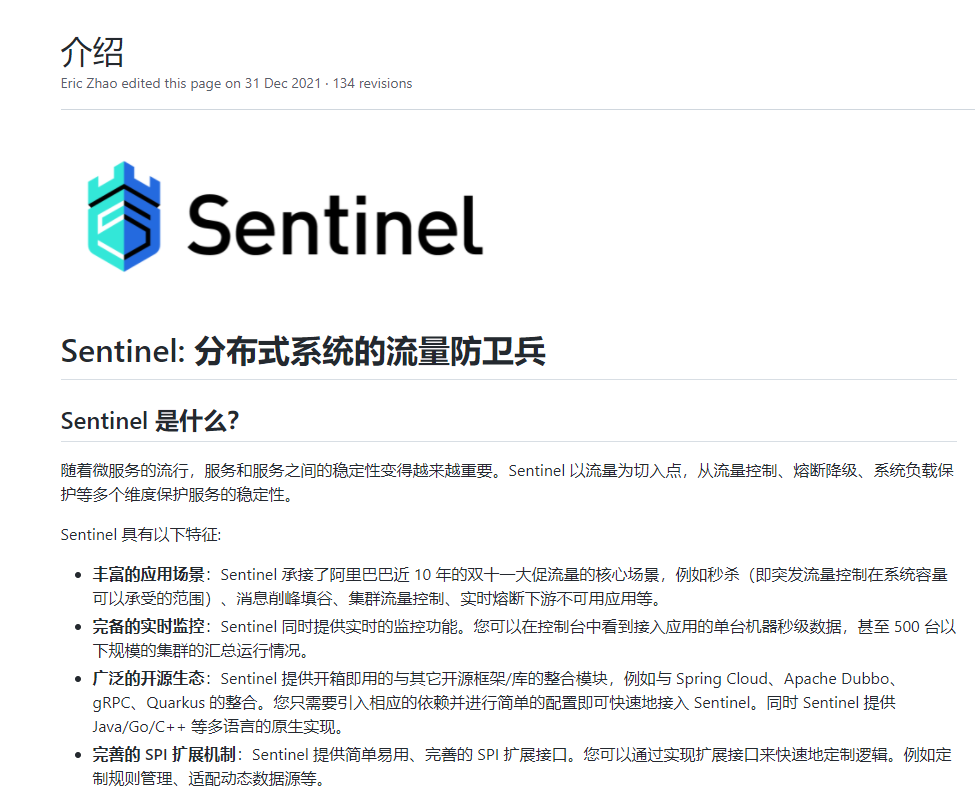 介绍
Eric Zhao edited this page on 31 Dec 2021 · 134 revisions
Sentinel
Sentinel: 分布式系统的流量防卫兵
Sentinel 是什么?
随着微服务的流行，服务和服务之间的稳定性变得越来越重要。Sentinel 以流量为切入点，从流量控制、熔断降级、系统负载保
护等多个维度保护服务的稳定性。
Sentinel 具有以下特征:
• 丰富的应用场景：Sentinel 承接了阿里巴巴近 10 年的双十一大促流量的核心场景，例如秒杀（即突发流量控制在系统容量
可以承受的范围）、消息削峰填谷、集群流量控制、实时熔断下游不可用应用等。
• 完备的实时监控：Sentinel 同时提供实时的监控功能。您可以在控制台中看到接入应用的单台机器秒级数据，甚至 500 台以
下规模的集群的汇总运行情况。
• 广泛的开源生态：Sentinel 提供开箱即用的与其它开源框架/库的整合模块，例如与 Spring Cloud、Apache Dubbo、
gRPC、Quarkus 的整合。您只需要引入相应的依赖并进行简单的配置即可快速地接入 Sentinel。同时 Sentinel 提供
Java/Go/C++ 等多语言的原生实现。
• 完善的 SPI 扩展机制：Sentinel 提供简单易用、完善的 SPI 扩展接口。您可以通过实现扩展接口来快速地定制逻辑。例如定
制规则管理、适配动态数据源等。